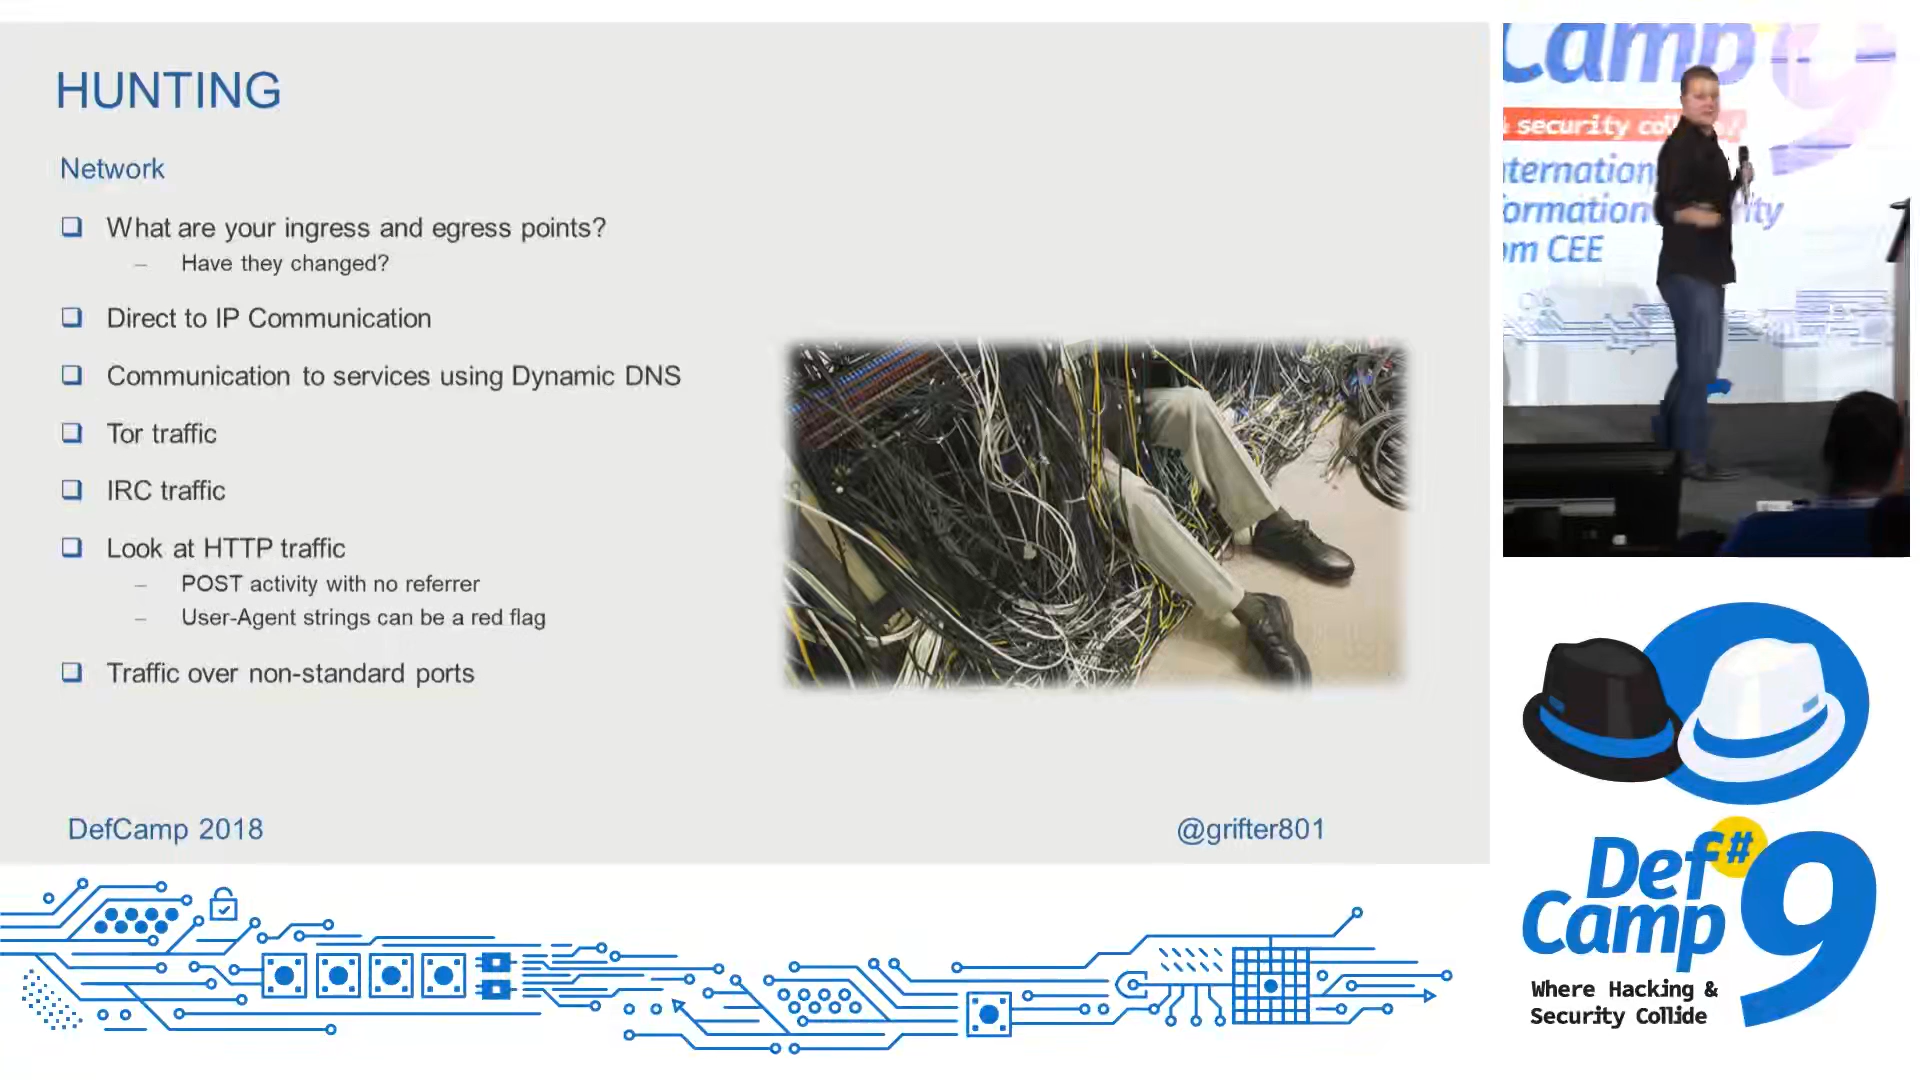 HUNTING
Network
What are your ingress and egress points?
– Have they changed?
Direct to IP Communication
Communication to services using Dynamic DNS
Tor traffic
IRC traffic
Look at HTTP traffic
– POST activity with no referrer
– User-Agent strings can be a red flag
Traffic over non-standard ports
DefCamp 2018
@grifter801
Camp 9
security
ternation
ormation
CEE
Def
#
Camp
9
Where Hacking &
Security Collide